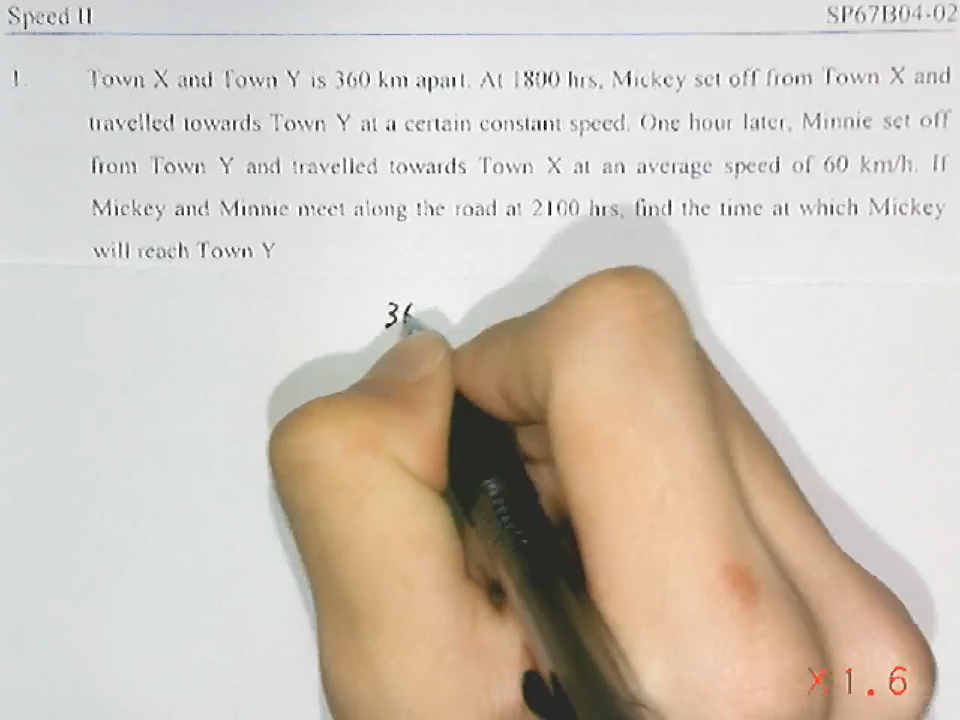 Speed II
SP67B04-02
1. Town X and Town Y is 360 km apart. At 1800 hrs, Mickey set off from Town X and
travelled towards Town Y at a certain constant speed. One hour later, Minnie set off
from Town Y and travelled towards Town X at an average speed of 60 km/h. If
Mickey and Minnie meet along the road at 2100 hrs, find the time at which Mickey
will reach Town Y
36
X1.6